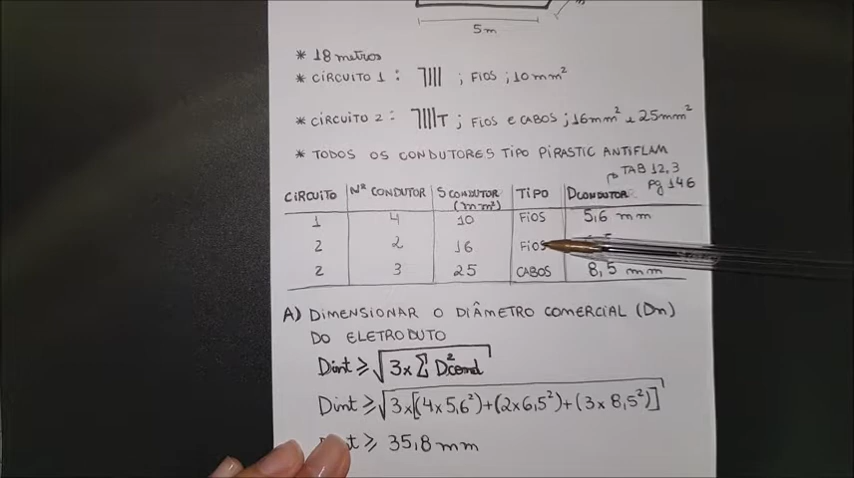 5m
* 18 metros
* CIRCUITO 1 : ; FIOS ; 10mm²
* CIRCUITO 2 : ; FIOS E CABOS ; 16mm² e 25mm²
* TODOS OS CONDUTORES TIPO PIRASTIC ANTIFLAM
TAB 12,3
Pg 146
CIRCUITO Nº CONDUTOR SCONDUTOR (mm²) TIPO DCONDUTOR
1 4 10 FIOS 5,6 mm
2 2 16 FIOS
2 3 25 CABOS 8,5 mm
A) DIMENSIONAR O DIÂMETRO COMERCIAL (Dn)
DO ELETRODUTO
Dint ≥ √3x∑D²cond
Dint ≥ √3x[(4x5,6²)+(2x6,5²)+(3x8,5²)]
≥ 35,8 mm